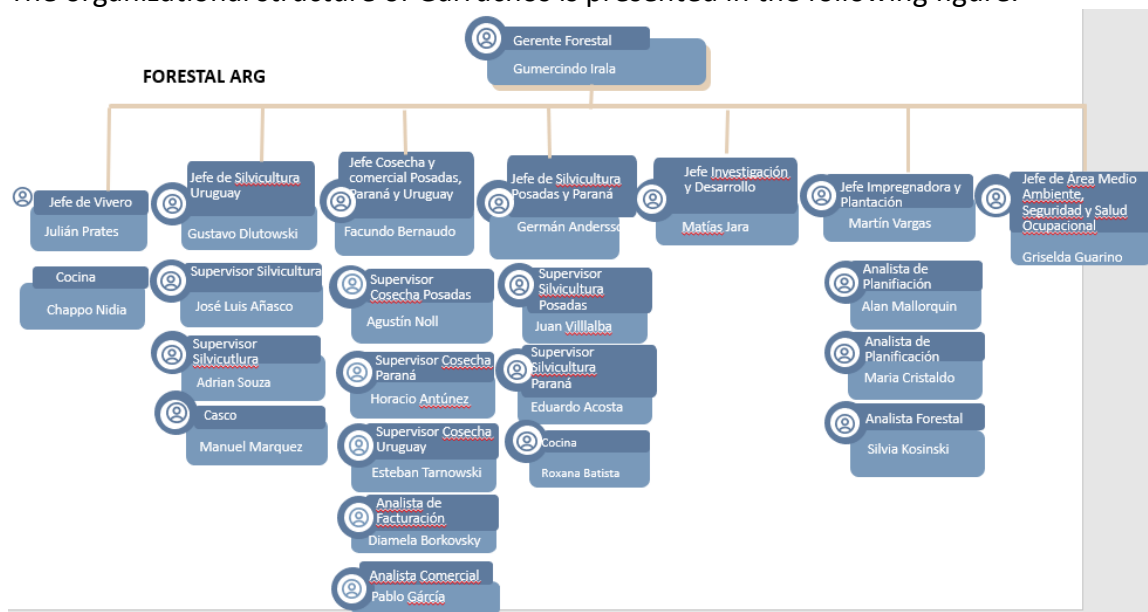 The organizational structure of Garruchos is presented in the following figure:
Gerente Forestal
Gumercindo Irala
FORESTAL ARG
Jefe de Vivero
Julián Prates
Cocina
Chappo Nidia
Jefe de Silvicultura
Uruguay
Gustavo Dlutowski
Supervisor Silvicultura
José Luis Añasco
Supervisor
Silvicutlura
Adrian Souza
Casco
Manuel Marquez
Jefe Cosecha y
comercial Posadas,
Paraná y Uruguay
Facundo Bernaudo
Supervisor
Cosecha Posadas
Agustín Noll
Supervisor Cosecha
Paraná
Horacio Antúnez
Supervisor Cosecha
Uruguay
Esteban Tarnowski
Analista de
Facturación
Diamela Borkovsky
Analista Comercial
Pablo Gárcía
Jefe de Silvicultura
Posadas y Paraná
Germán Anderssc
Supervisor
Silvicultura
Posadas
Juan Villlalba
Supervisor
Silvicultura
Paraná
Eduardo Acosta
Cocina
Roxana Batista
Jefe Investigación
y Desarrollo
Matías Jara
Jefe Impregnadora y
Plantación
Martín Vargas
Analista de
Planifiación
Alan Mallorquin
Analista de
Planificación
Maria Cristaldo
Analista Forestal
Silvia Kosinski
Jefe de Área Medio
Ambiente,
Seguridad y Salud
Ocupacional
Griselda Guarino